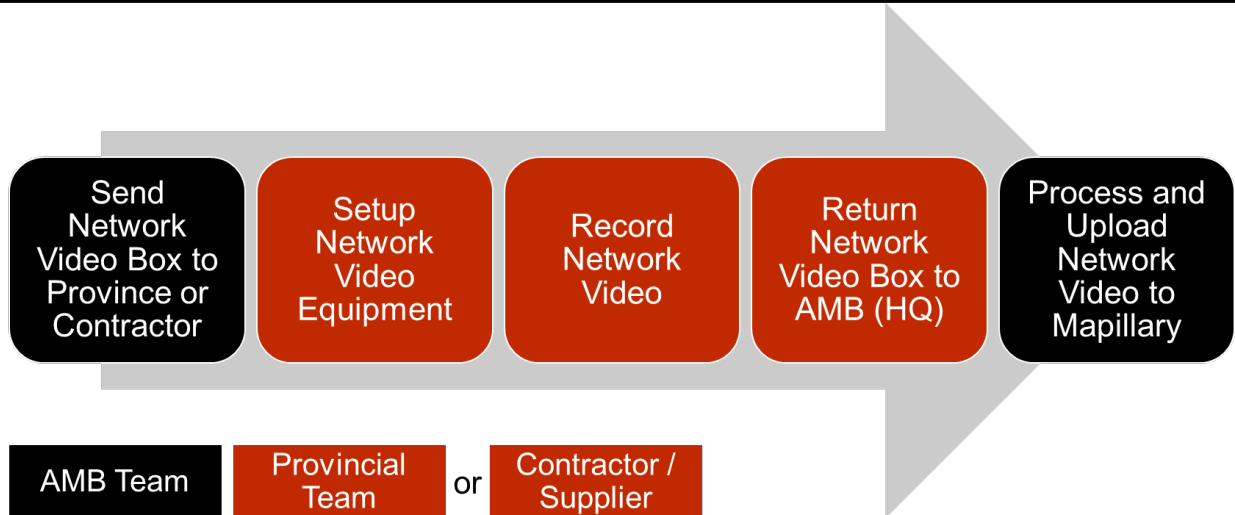 Send
Network
Video Box to
Province or
Contractor
Setup
Network
Video
Equipment
Record
Network
Video
Return
Network
Video Box to
AMB (HQ)
Process and
Upload
Network
Video to
Mapillary
AMB Team
Provincial
Team
or
Contractor /
Supplier